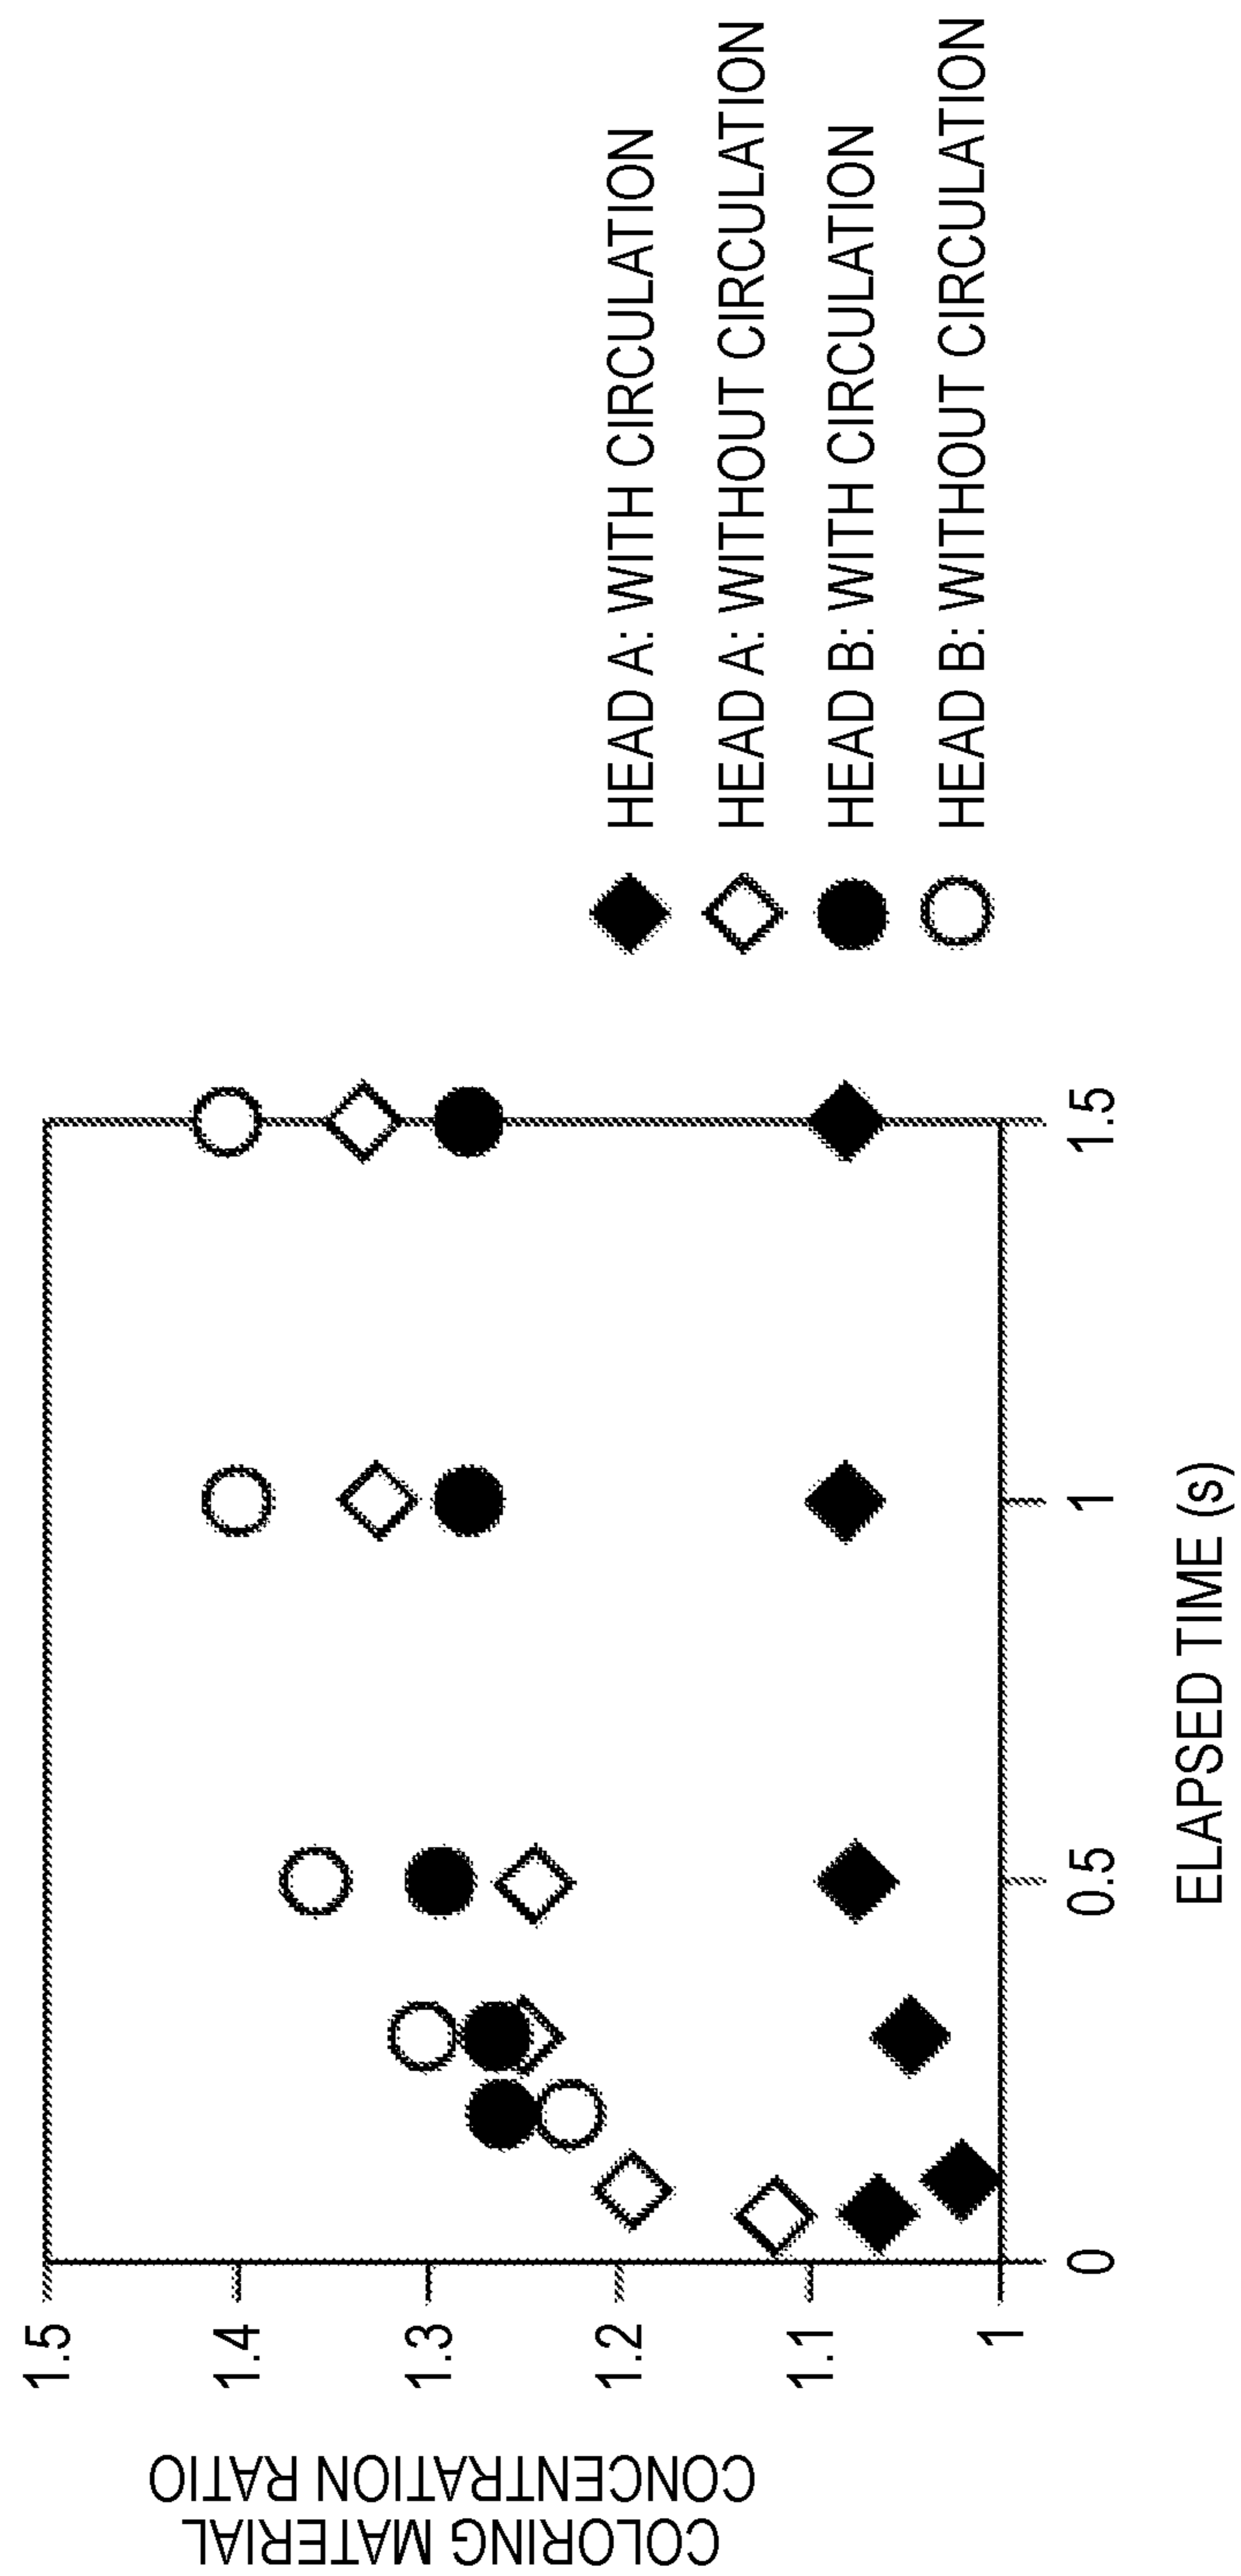 COLORING MATERIAL
CONCENTRATION RATIO
1.5
1.4
1.3
1.2
1.1
1
0
0.5
1
1.5
ELAPSED TIME (s)
HEAD A: WITH CIRCULATION
HEAD A: WITHOUT CIRCULATION
HEAD B: WITH CIRCULATION
HEAD B: WITHOUT CIRCULATION